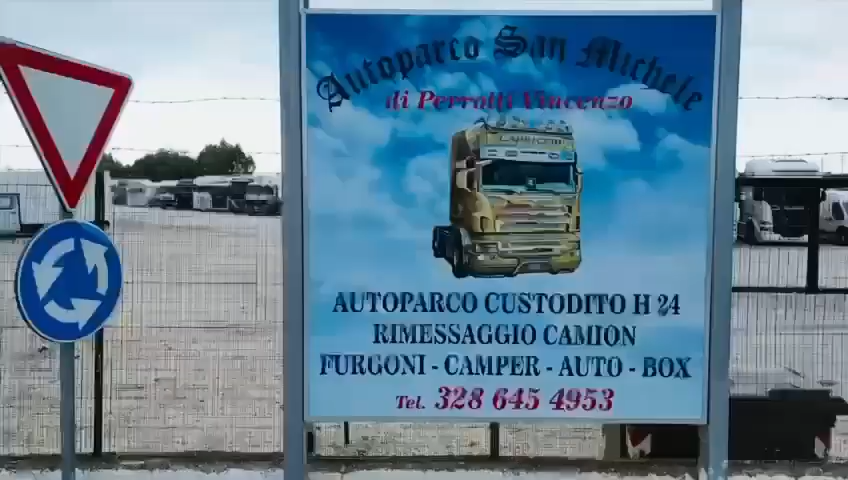 Autoparco San Michele
di Perrotti Vincenzo
AUTOPARCO CUSTODITO H 24
RIMESSAGGIO CAMION
FURGONI - CAMPER - AUTO - BOX
Tel. 328 645 4953